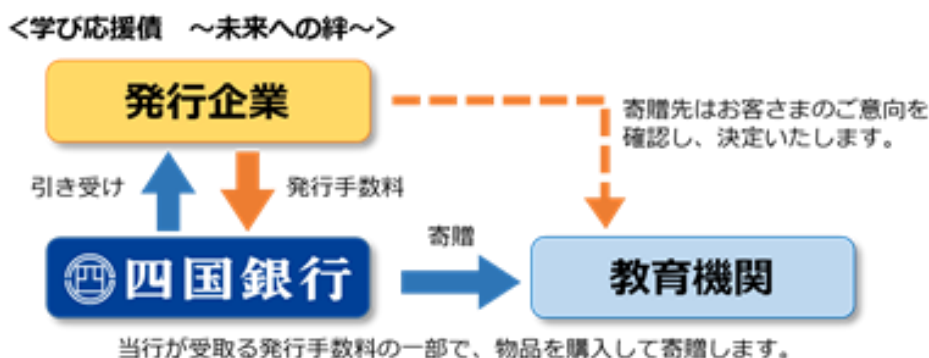 ＜学び応援債　～未来への絆～＞
発行企業
寄贈先はお客さまのご意向を
確認し、決定いたします。
引き受け
発行手数料
寄贈
四 四国銀行
教育機関
当行が受取る発行手数料の一部で、物品を購入して寄贈します。